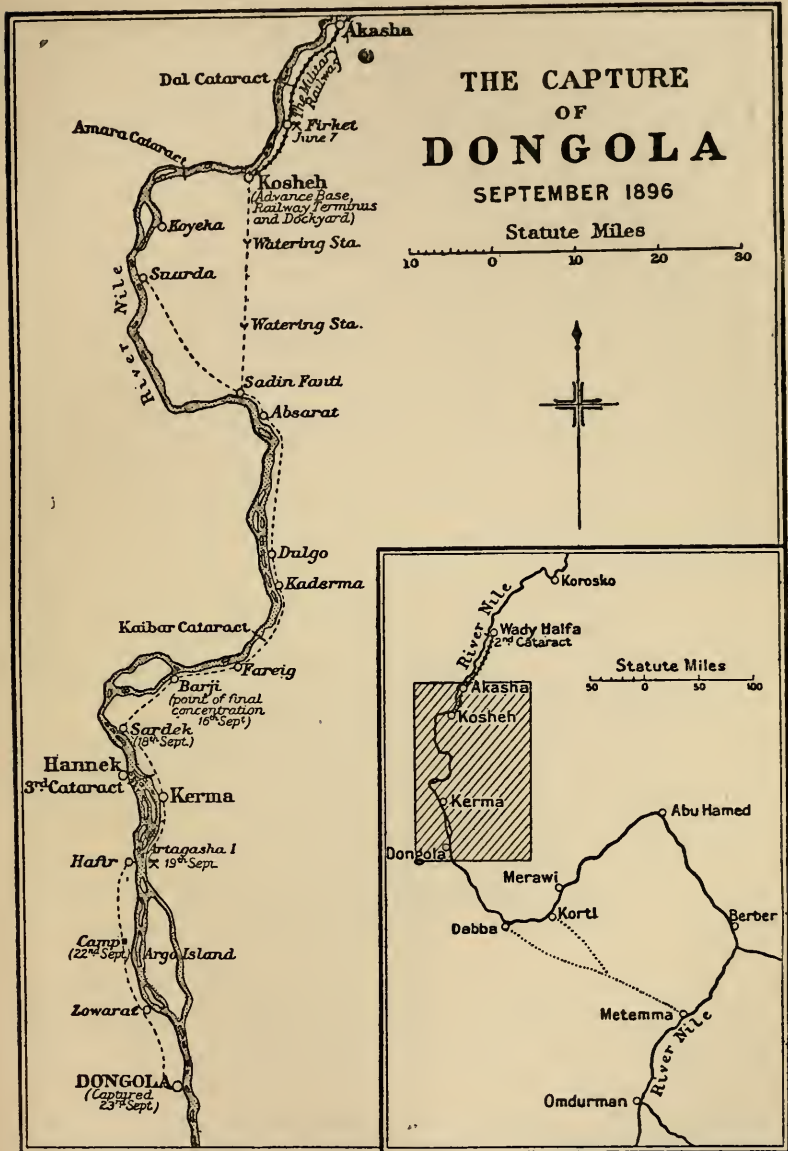 THE CAPTURE
OF
DONGOLA
SEPTEMBER 1896
Statute Miles
10 0 10 20 30
Akasha
Dal Cataract
The Military
Railway
Firket
June 7
Amara Cataract
Kosheh
(Advance Base,
Railway Terminus
and Dockyard)
Koyeka
Watering Sta.
Suarda
River Nile
Watering Sta.
River
Sadin Fanti
Absarat
Dulgo
Kaderma
Kaibar Cataract
Fareig
Barji
(point of final
concentration
16th Sept)
Sardek
(18th Sept.)
Hannek
3rd Cataract
Kerma
Artagasha I
Hafir
19th Sept.
Camp
(22nd Sept)
Argo Island
Lowarat
DONGOLA
(Captured
23rd Sept)
Korosko
River Nile
Wady Halfa
2nd Cataract
Statute Miles
50 0 50 100
Akasha
Kosheh
Kerma
Abu Hamed
Dongola
Merawi
Korti
Dabba
Berber
Metemma
River Nile
Omdurman